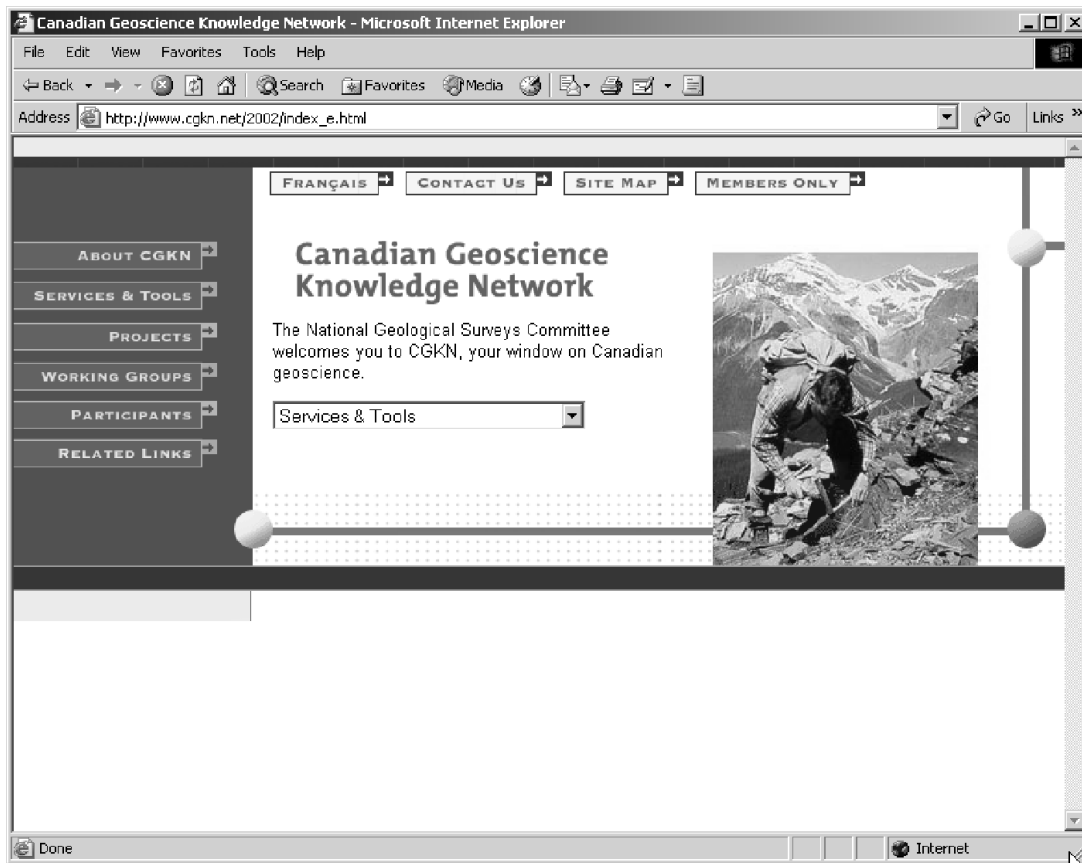 Canadian Geoscience Knowledge Network - Microsoft Internet Explorer
File Edit View Favorites Tools Help
Back Search Favorites Media
Address http://www.cgkn.net/2002/index_e.html Go Links »
FRANÇAIS CONTACT US SITE MAP MEMBERS ONLY
ABOUT CGKN
SERVICES & TOOLS
PROJECTS
WORKING GROUPS
PARTICIPANTS
RELATED LINKS
Canadian Geoscience
Knowledge Network
The National Geological Surveys Committee
welcomes you to CGKN, your window on Canadian
geoscience.
Services & Tools
Done Internet